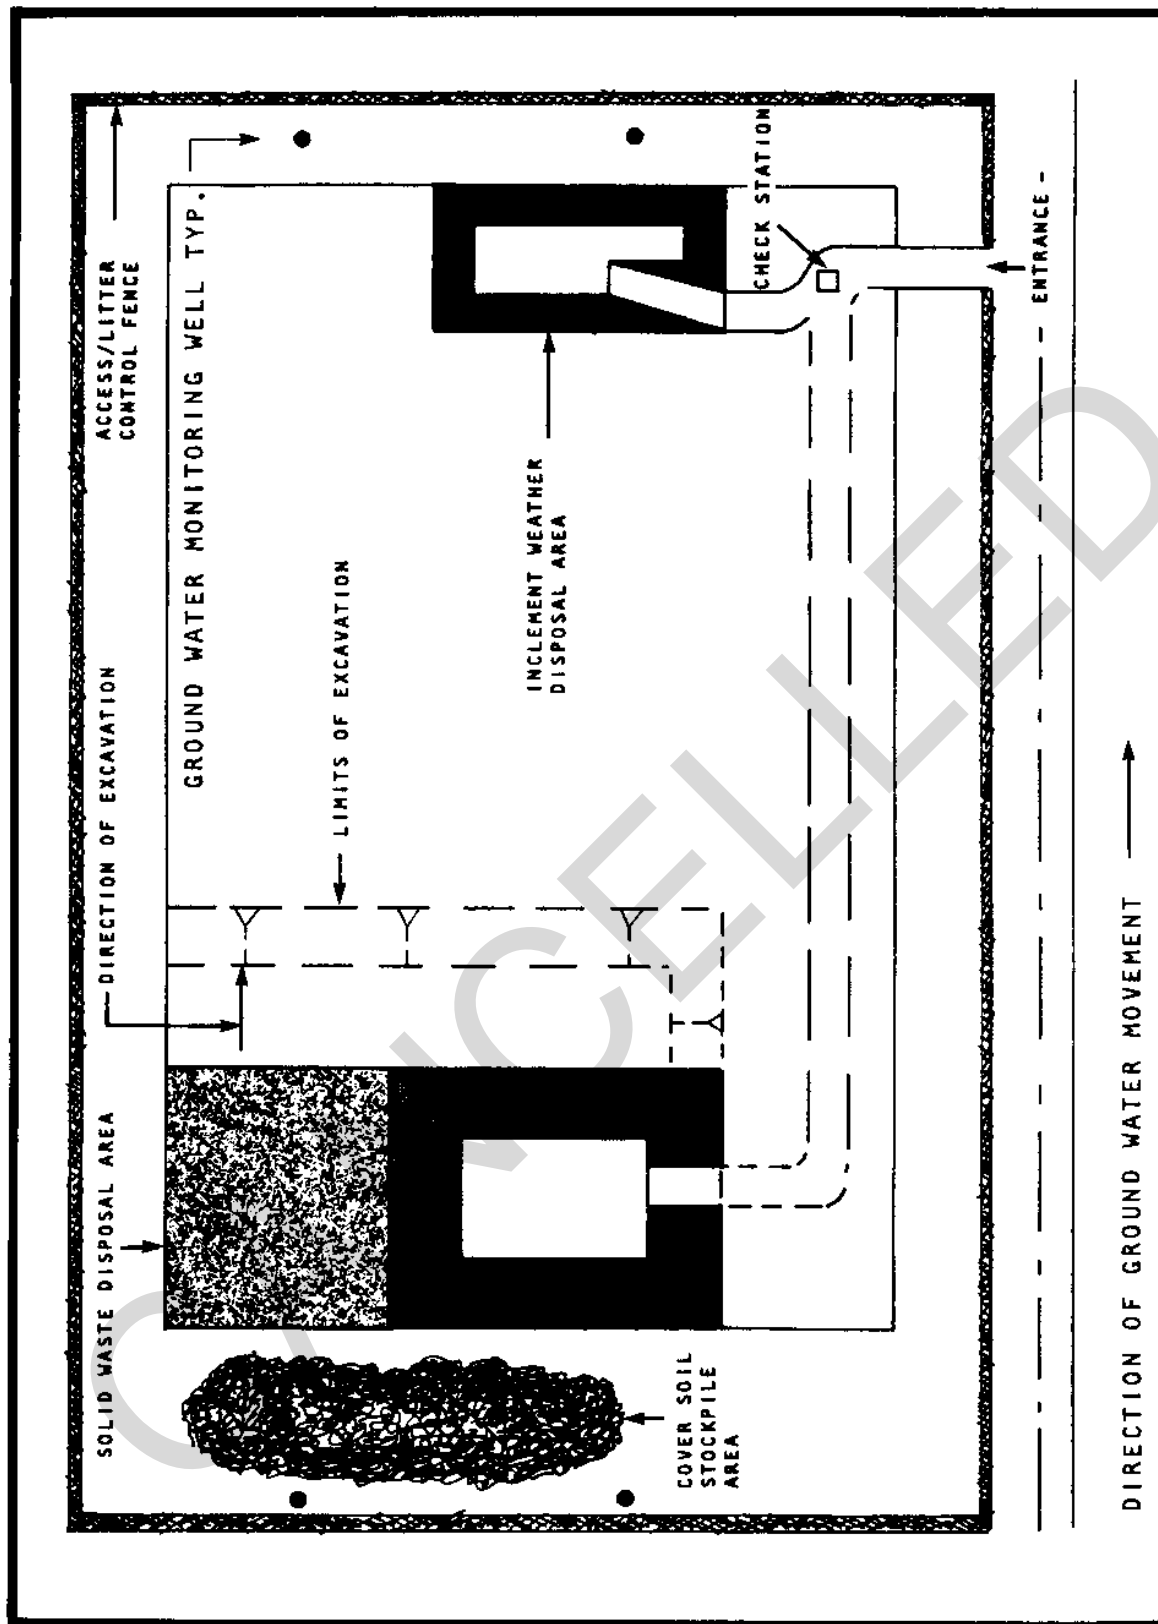 ACCESS/LITTER
CONTROL FENCE
GROUND WATER MONITORING WELL TYP.
DIRECTION OF EXCAVATION
SOLID WASTE DISPOSAL AREA
LIMITS OF EXCAVATION
CHECK STATION
INCLEMENT WEATHER
DISPOSAL AREA
COVER SOIL
STOCKPILE
AREA
ENTRANCE
DIRECTION OF GROUND WATER MOVEMENT
CANCELLED